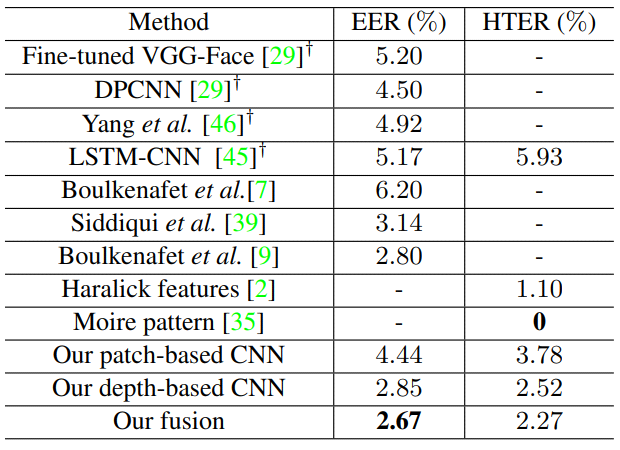 Method EER (%) HTER (%)
Fine-tuned VGG-Face [29]† 5.20 -
DPCNN [29]† 4.50 -
Yang et al. [46]† 4.92 -
LSTM-CNN [45]† 5.17 5.93
Boulkenafet et al.[7] 6.20 -
Siddiqui et al. [39] 3.14 -
Boulkenafet et al. [9] 2.80 -
Haralick features [2] - 1.10
Moire pattern [35] - 0
Our patch-based CNN 4.44 3.78
Our depth-based CNN 2.85 2.52
Our fusion 2.67 2.27